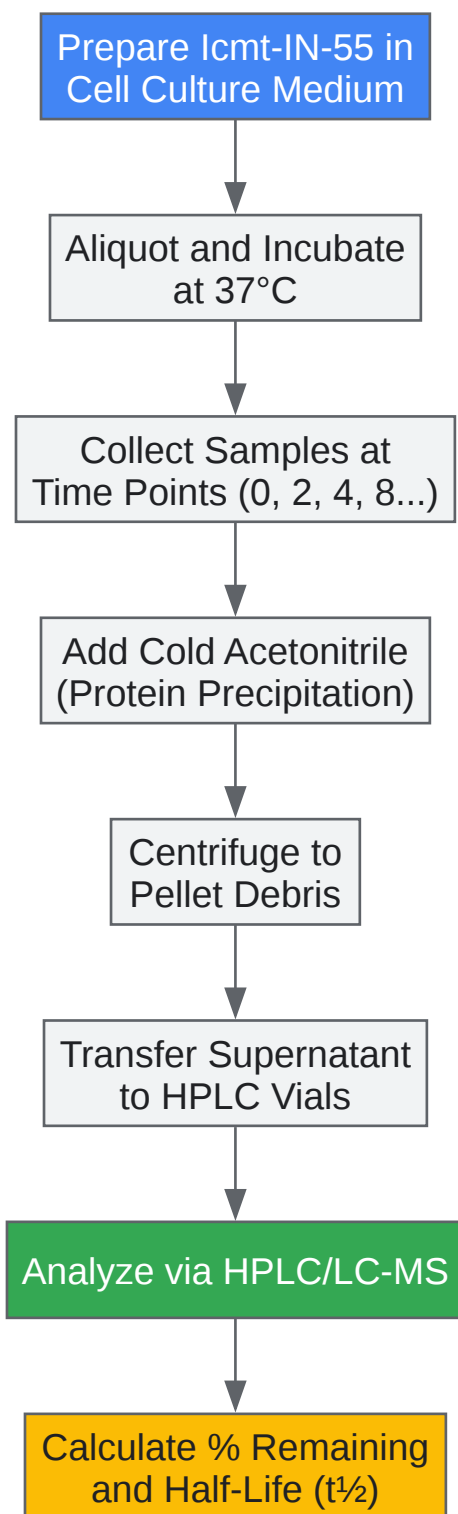 Prepare Icmt-IN-55 in
Cell Culture Medium
Aliquot and Incubate
at 37°C
Collect Samples at
Time Points (0, 2, 4, 8...)
Add Cold Acetonitrile
(Protein Precipitation)
Centrifuge to
Pellet Debris
Transfer Supernatant
to HPLC Vials
Analyze via HPLC/LC-MS
Calculate % Remaining
and Half-Life (t½)